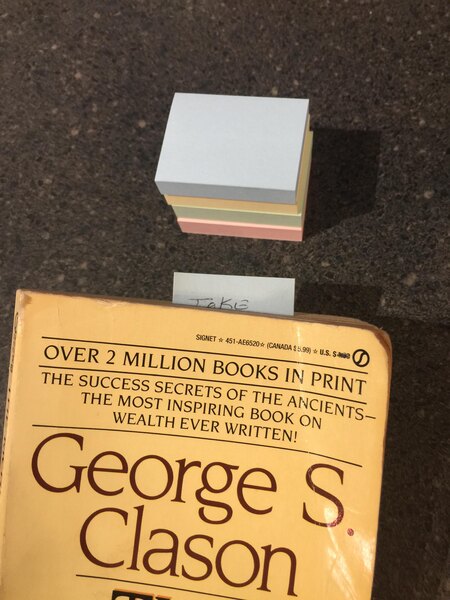 TAKE
SIGNET ☆ 451-AE6520☆ (CANADA $5.99) ☆ U.S.
OVER 2 MILLION BOOKS IN PRINT
THE SUCCESS SECRETS OF THE ANCIENTS—
THE MOST INSPIRING BOOK ON
WEALTH EVER WRITTEN!
George S.
Clason